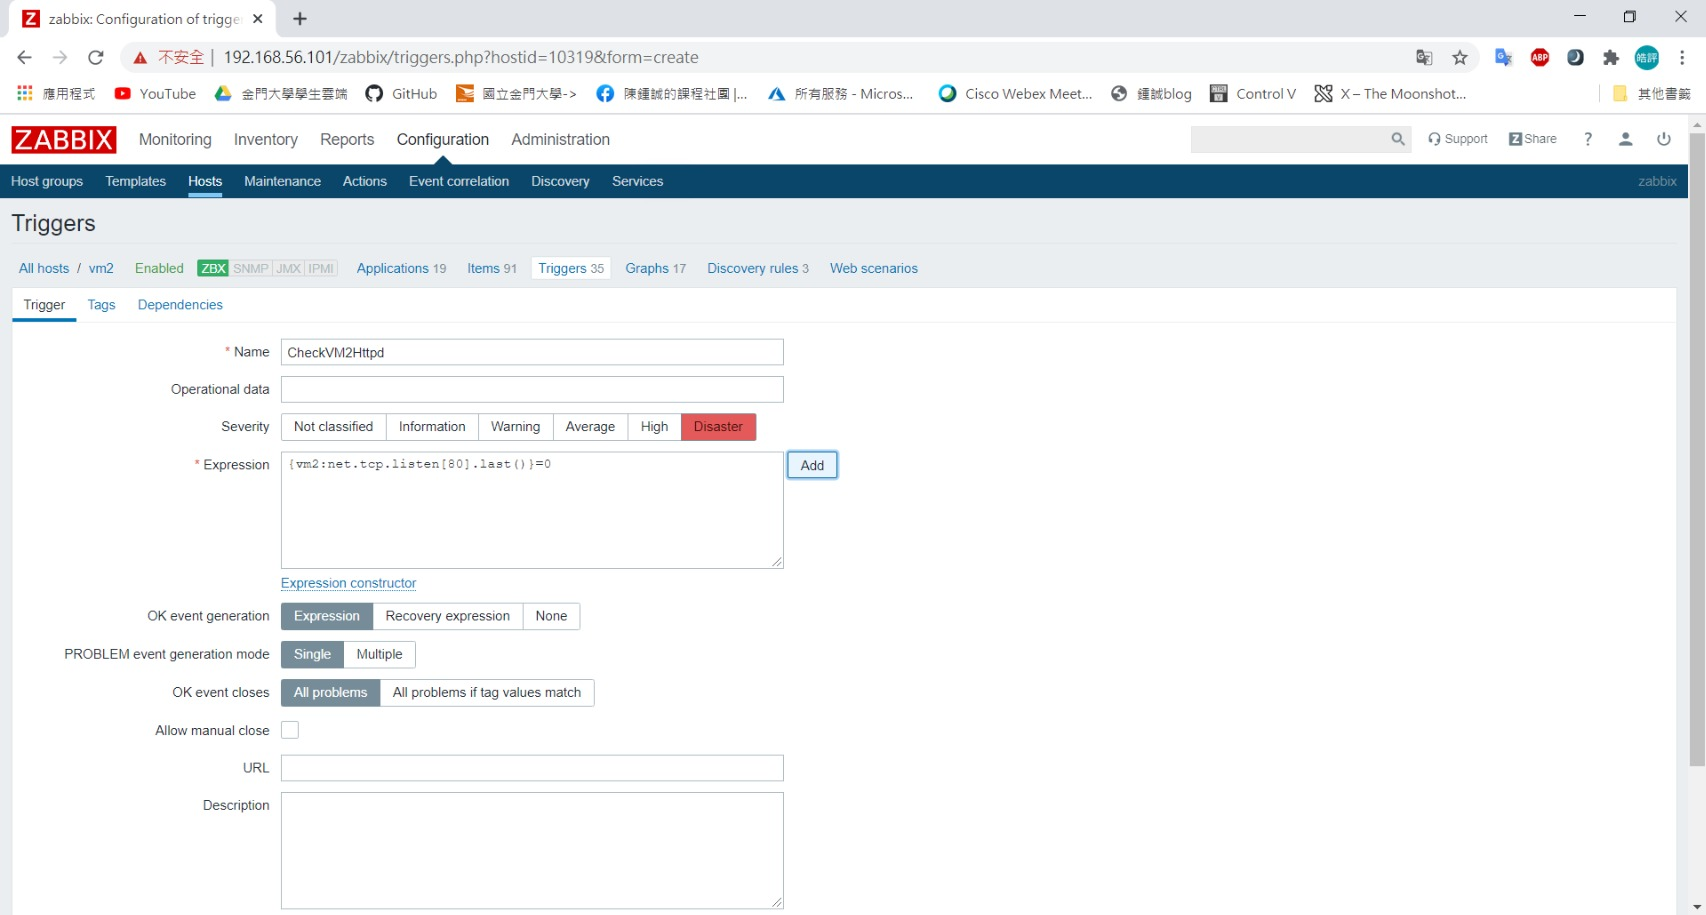 Z zabbix: Configuration of trigge
不安全 | 192.168.56.101/zabbix/triggers.php?hostid=10319&form=create ABP 皓評
應用程式 YouTube 金門大學學生雲端 GitHub 國立金門大學-> 陳鍾誠的課程社團 |... 所有服務 - Micros... Cisco Webex Meet... 鍾誠blog Control V X – The Moonshot... 其他書籤
ZABBIX Monitoring Inventory Reports Configuration Administration Support Z Share ?
Host groups Templates Hosts Maintenance Actions Event correlation Discovery Services zabbix
Triggers
All hosts / vm2 Enabled ZBX SNMP JMX IPMI Applications 19 Items 91 Triggers 35 Graphs 17 Discovery rules 3 Web scenarios
Trigger Tags Dependencies
* Name CheckVM2Httpd
Operational data
Severity Not classified Information Warning Average High Disaster
* Expression {vm2:net.tcp.listen[80].last()}=0 Add
Expression constructor
OK event generation Expression Recovery expression None
PROBLEM event generation mode Single Multiple
OK event closes All problems All problems if tag values match
Allow manual close
URL
Description